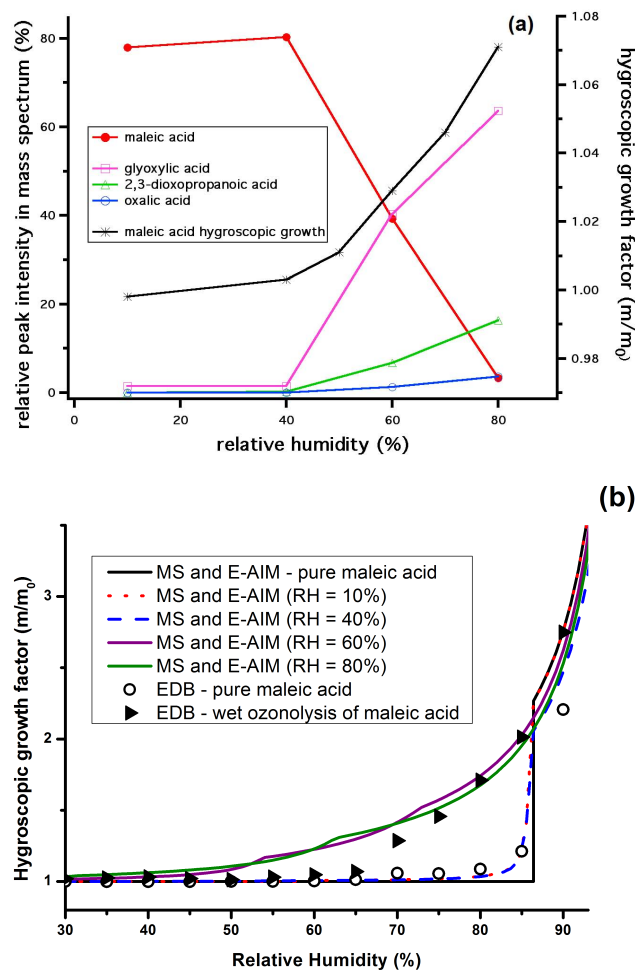 (a)
relative peak intensity in mass spectrum (%)
80
60
40
20
0
maleic acid
glyoxylic acid
2,3-dioxopropanoic acid
oxalic acid
maleic acid hygroscopic growth
1.08
1.06
1.04
1.02
1.00
0.98
hygroscopic growth factor (m/m0)
0
20
40
60
80
relative humidity (%)
(b)
Hygroscopic growth factor (m/m0)
3
2
1
MS and E-AIM - pure maleic acid
MS and E-AIM (RH = 10%)
MS and E-AIM (RH = 40%)
MS and E-AIM (RH = 60%)
MS and E-AIM (RH = 80%)
EDB - pure maleic acid
EDB - wet ozonolysis of maleic acid
30
40
50
60
70
80
90
Relative Humidity (%)